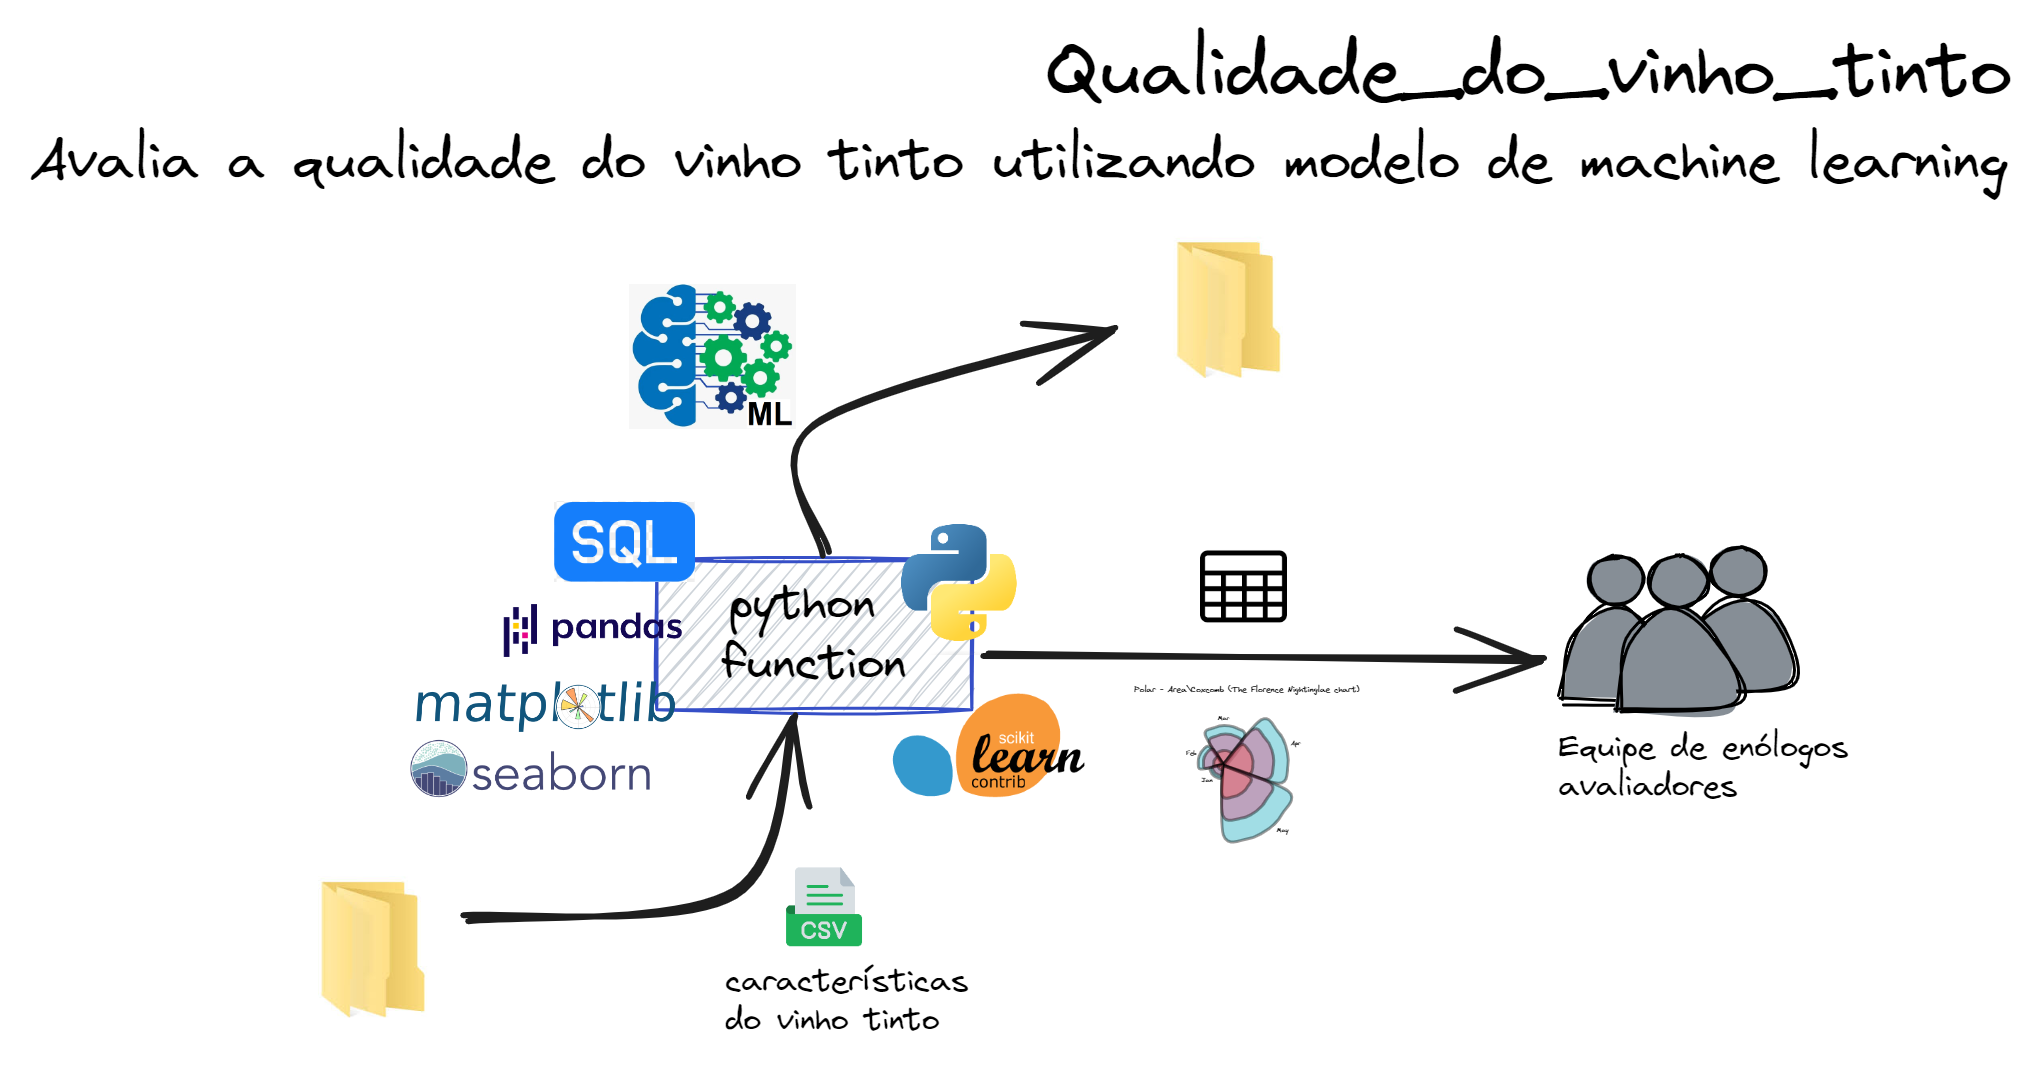 Qualidade_do_vinho_tinto
Avalia a qualidade do vinho tinto utilizando modelo de machine learning
ML
SQL
python
function
pandas
matplotlib
seaborn
scikit
learn
contrib
Polar - Area\Coxcomb (The Florence Nightinglae chart)
Mar
Apr
Feb
Jan
May
Equipe de enólogos
avaliadores
CSV
características
do vinho tinto